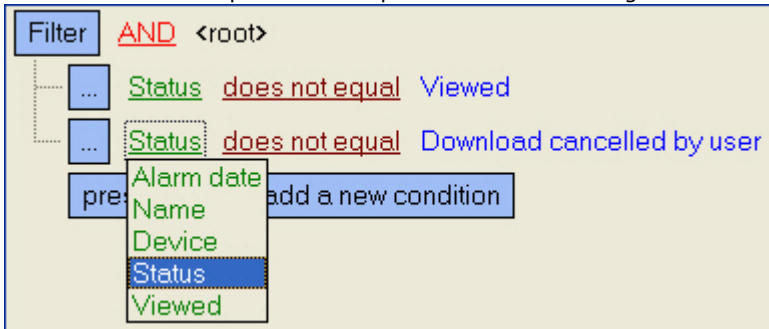 Filter AND <root>
... Status does not equal Viewed
... Status does not equal Download cancelled by user
Alarm date
pre add a new condition
Name
Device
Status
Viewed